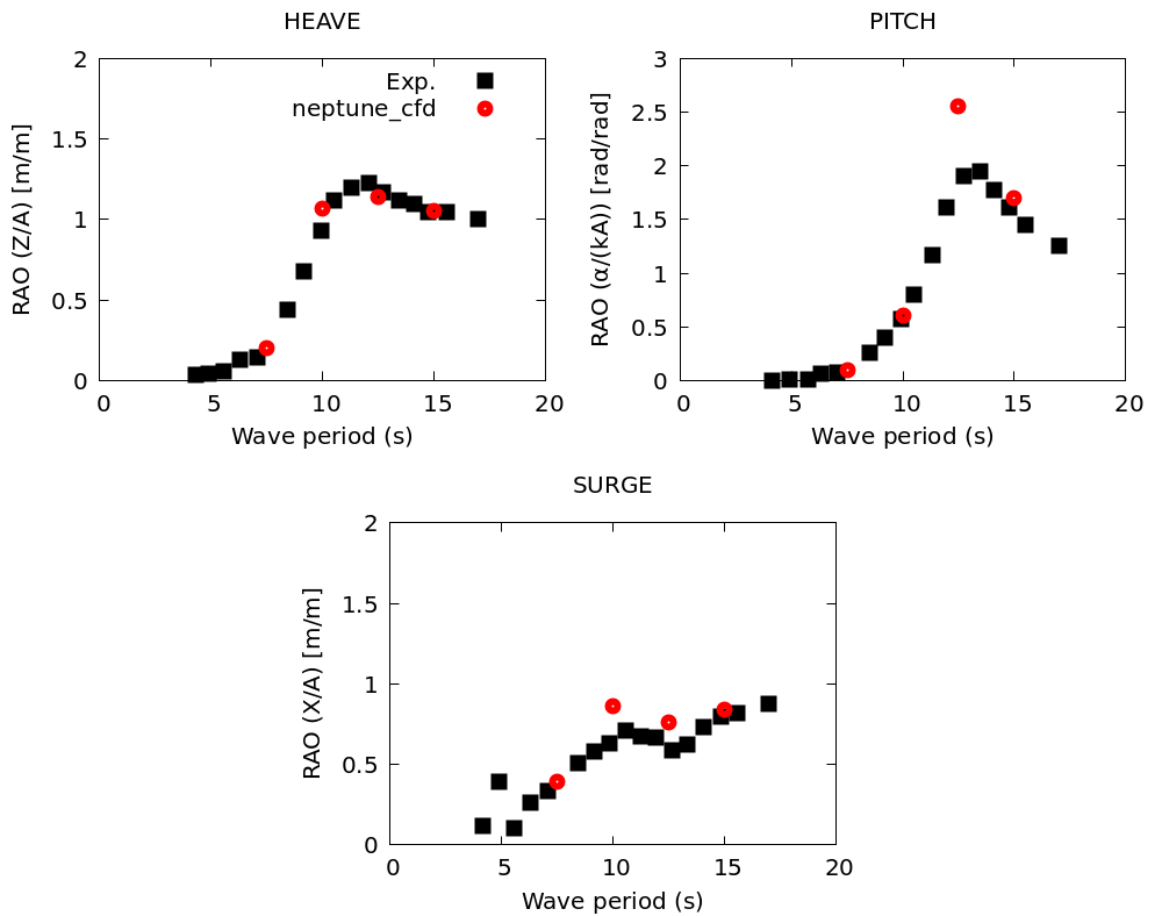 HEAVE
2
1.5
1
0.5
0
RAO (Z/A) [m/m]
Exp.
neptune_cfd
0 5 10 15 20
Wave period (s)
PITCH
3
2.5
2
1.5
1
0.5
0
RAO (α/(kA)) [rad/rad]
0 5 10 15 20
Wave period (s)
SURGE
2
1.5
1
0.5
0
RAO (X/A) [m/m]
0 5 10 15 20
Wave period (s)